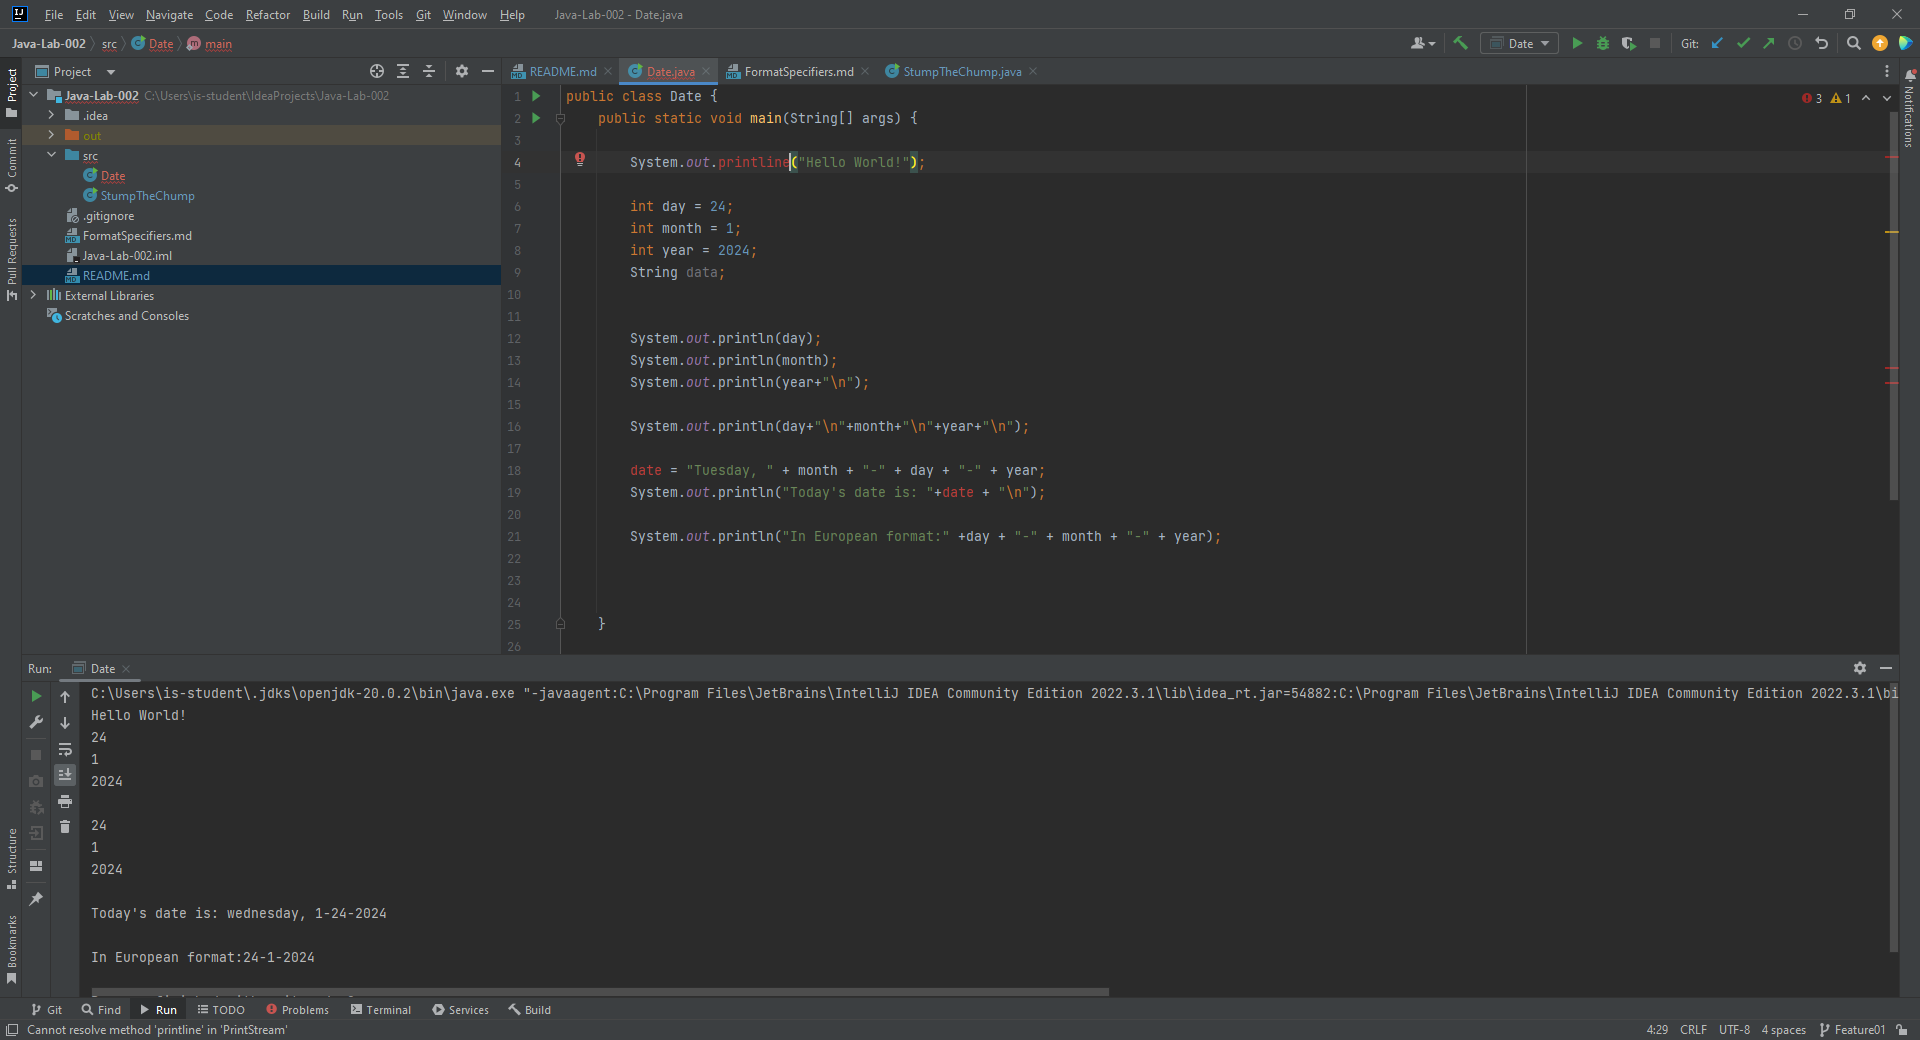 File Edit View Navigate Code Refactor Build Run Tools Git Window Help Java-Lab-002 - Date.java
Java-Lab-002 src Date main Date Git:
Project
README.md Date.java FormatSpecifiers.md StumpTheChump.java
Project
Commit
Pull Requests
Structure
Bookmarks
Notifications
Java-Lab-002 C:\Users\is-student\IdeaProjects\Java-Lab-002
.idea
out
src
Date
StumpTheChump
.gitignore
FormatSpecifiers.md
Java-Lab-002.iml
README.md
External Libraries
Scratches and Consoles
3 1
1 public class Date {
2 public static void main(String[] args) {
3
4 System.out.printline("Hello World!");
5
6 int day = 24;
7 int month = 1;
8 int year = 2024;
9 String data;
10
11
12 System.out.println(day);
13 System.out.println(month);
14 System.out.println(year+"\n");
15
16 System.out.println(day+"\n"+month+"\n"+year+"\n");
17
18 date = "Tuesday, " + month + "-" + day + "-" + year;
19 System.out.println("Today's date is: "+date + "\n");
20
21 System.out.println("In European format:" +day + "-" + month + "-" + year);
22
23
24
25 }
26
Run: Date
C:\Users\is-student\.jdks\openjdk-20.0.2\bin\java.exe "-javaagent:C:\Program Files\JetBrains\IntelliJ IDEA Community Edition 2022.3.1\lib\idea_rt.jar=54882:C:\Program Files\JetBrains\IntelliJ IDEA Community Edition 2022.3.1\bi
Hello World!
24
1
2024
24
1
2024
Today's date is: wednesday, 1-24-2024
In European format:24-1-2024
Git Find Run TODO Problems Terminal Services Build
Cannot resolve method 'printline' in 'PrintStream' 4:29 CRLF UTF-8 4 spaces Feature01